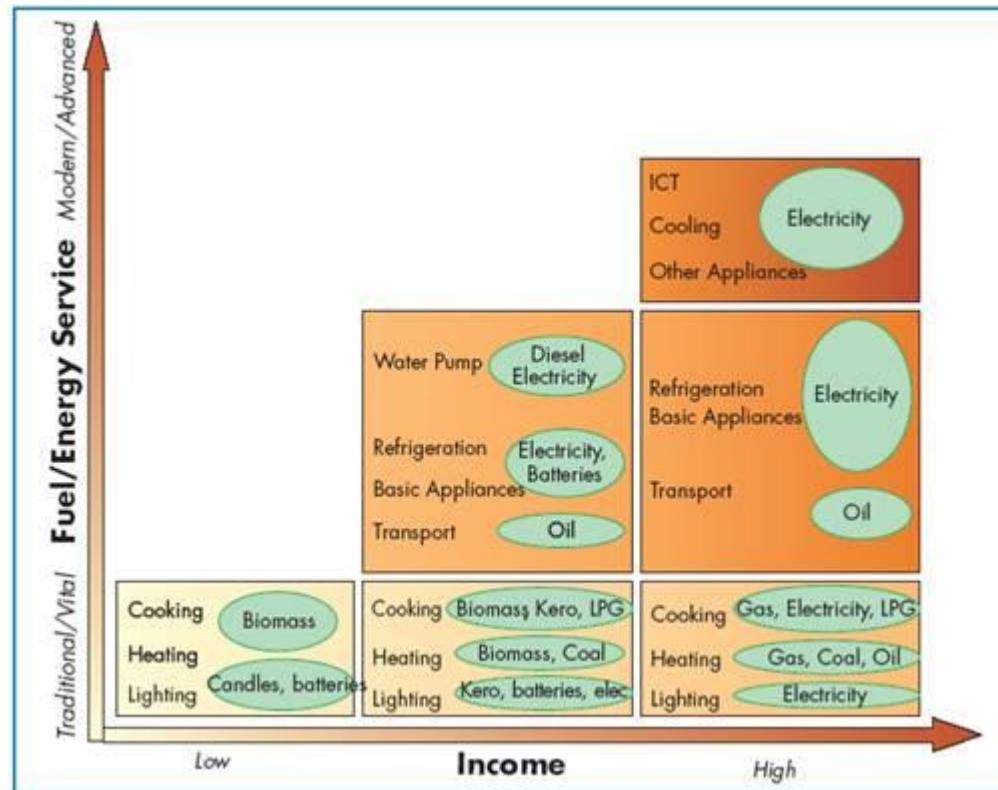 Fuel/Energy Service
Modern/Advanced
Traditional/Vital
ICT
Cooling
Other Appliances
Electricity
Water Pump
Diesel
Electricity
Refrigeration
Basic Appliances
Electricity,
Batteries
Transport
Oil
Refrigeration
Basic Appliances
Electricity
Transport
Oil
Cooking
Heating
Biomass
Lighting
Candles, batteries
Cooking
Biomass, Kero, LPG
Heating
Biomass, Coal
Lighting
Kero, batteries, elec
Cooking
Gas, Electricity, LPG
Heating
Gas, Coal, Oil
Lighting
Electricity
Low
Income
High